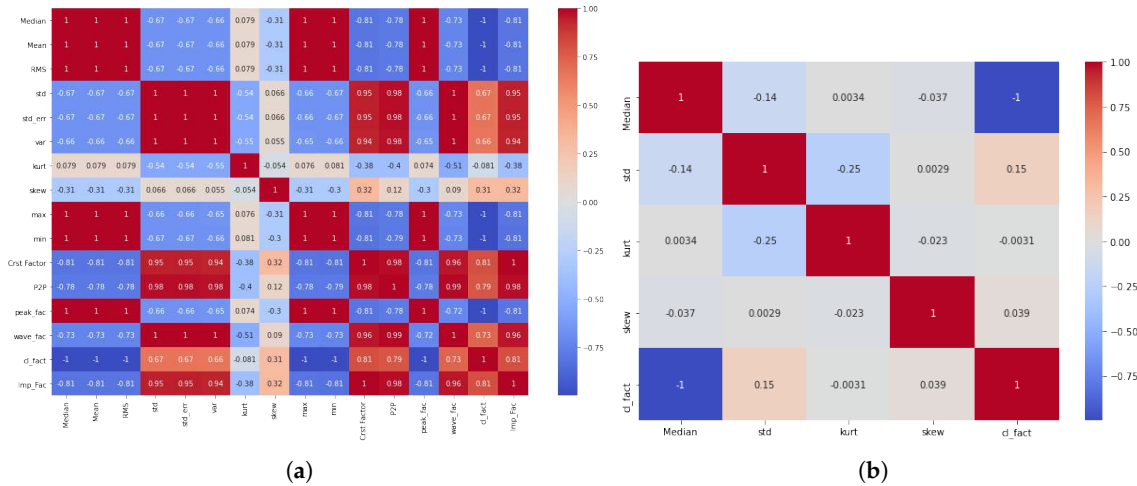 Median 1 1 1 -0.67 -0.67 -0.66 0.079 -0.31 1 1 -0.81 -0.78 1 -0.73 -1 -0.81
Mean 1 1 1 -0.67 -0.67 -0.66 0.079 -0.31 1 1 -0.81 -0.78 1 -0.73 -1 -0.81
RMS 1 1 1 -0.67 -0.67 -0.66 0.079 -0.31 1 1 -0.81 -0.78 1 -0.73 -1 -0.81
std -0.67 -0.67 -0.67 1 1 1 -0.54 0.066 -0.66 -0.67 0.95 0.98 -0.66 1 0.67 0.95
std_err -0.67 -0.67 -0.67 1 1 1 -0.54 0.066 -0.66 -0.67 0.95 0.98 -0.66 1 0.67 0.95
var -0.66 -0.66 -0.66 1 1 1 -0.55 0.055 -0.65 -0.66 0.94 0.98 -0.65 1 0.66 0.94
kurt 0.079 0.079 0.079 -0.54 -0.54 -0.55 1 -0.054 0.076 0.081 -0.38 -0.4 0.074 -0.51 -0.081 -0.38
skew -0.31 -0.31 -0.31 0.066 0.066 0.055 -0.054 1 -0.31 -0.3 0.32 0.12 -0.3 0.09 0.31 0.32
max 1 1 1 -0.66 -0.66 -0.65 0.076 -0.31 1 1 -0.81 -0.78 1 -0.73 -1 -0.81
min 1 1 1 -0.67 -0.67 -0.66 0.081 -0.3 1 1 -0.81 -0.79 1 -0.73 -1 -0.81
Crst Factor -0.81 -0.81 -0.81 0.95 0.95 0.94 -0.38 0.32 -0.81 -0.81 1 0.98 -0.81 0.96 0.81 1
P2P -0.78 -0.78 -0.78 0.98 0.98 0.98 -0.4 0.12 -0.78 -0.79 0.98 1 -0.78 0.99 0.79 0.98
peak_fac 1 1 1 -0.66 -0.66 -0.65 0.074 -0.3 1 1 -0.81 -0.78 1 -0.72 -1 -0.81
wave_fac -0.73 -0.73 -0.73 1 1 1 -0.51 0.09 -0.73 -0.73 0.96 0.99 -0.72 1 0.73 0.96
cl_fact -1 -1 -1 0.67 0.67 0.66 -0.081 0.31 -1 -1 0.81 0.79 -1 0.73 1 0.81
Imp_Fac -0.81 -0.81 -0.81 0.95 0.95 0.94 -0.38 0.32 -0.81 -0.81 1 0.98 -0.81 0.96 0.81 1
Median Mean RMS std std_err var kurt skew max min Crst Factor P2P peak_fac wave_fac cl_fact Imp_Fac
1.00
0.75
0.50
0.25
0.00
-0.25
-0.50
-0.75
(a)
Median 1 -0.14 0.0034 -0.037 -1
std -0.14 1 -0.25 0.0029 0.15
kurt 0.0034 -0.25 1 -0.023 -0.0031
skew -0.037 0.0029 -0.023 1 0.039
cl_fact -1 0.15 -0.0031 0.039 1
Median std kurt skew cl_fact
1.00
0.75
0.50
0.25
0.00
-0.25
-0.50
-0.75
(b)